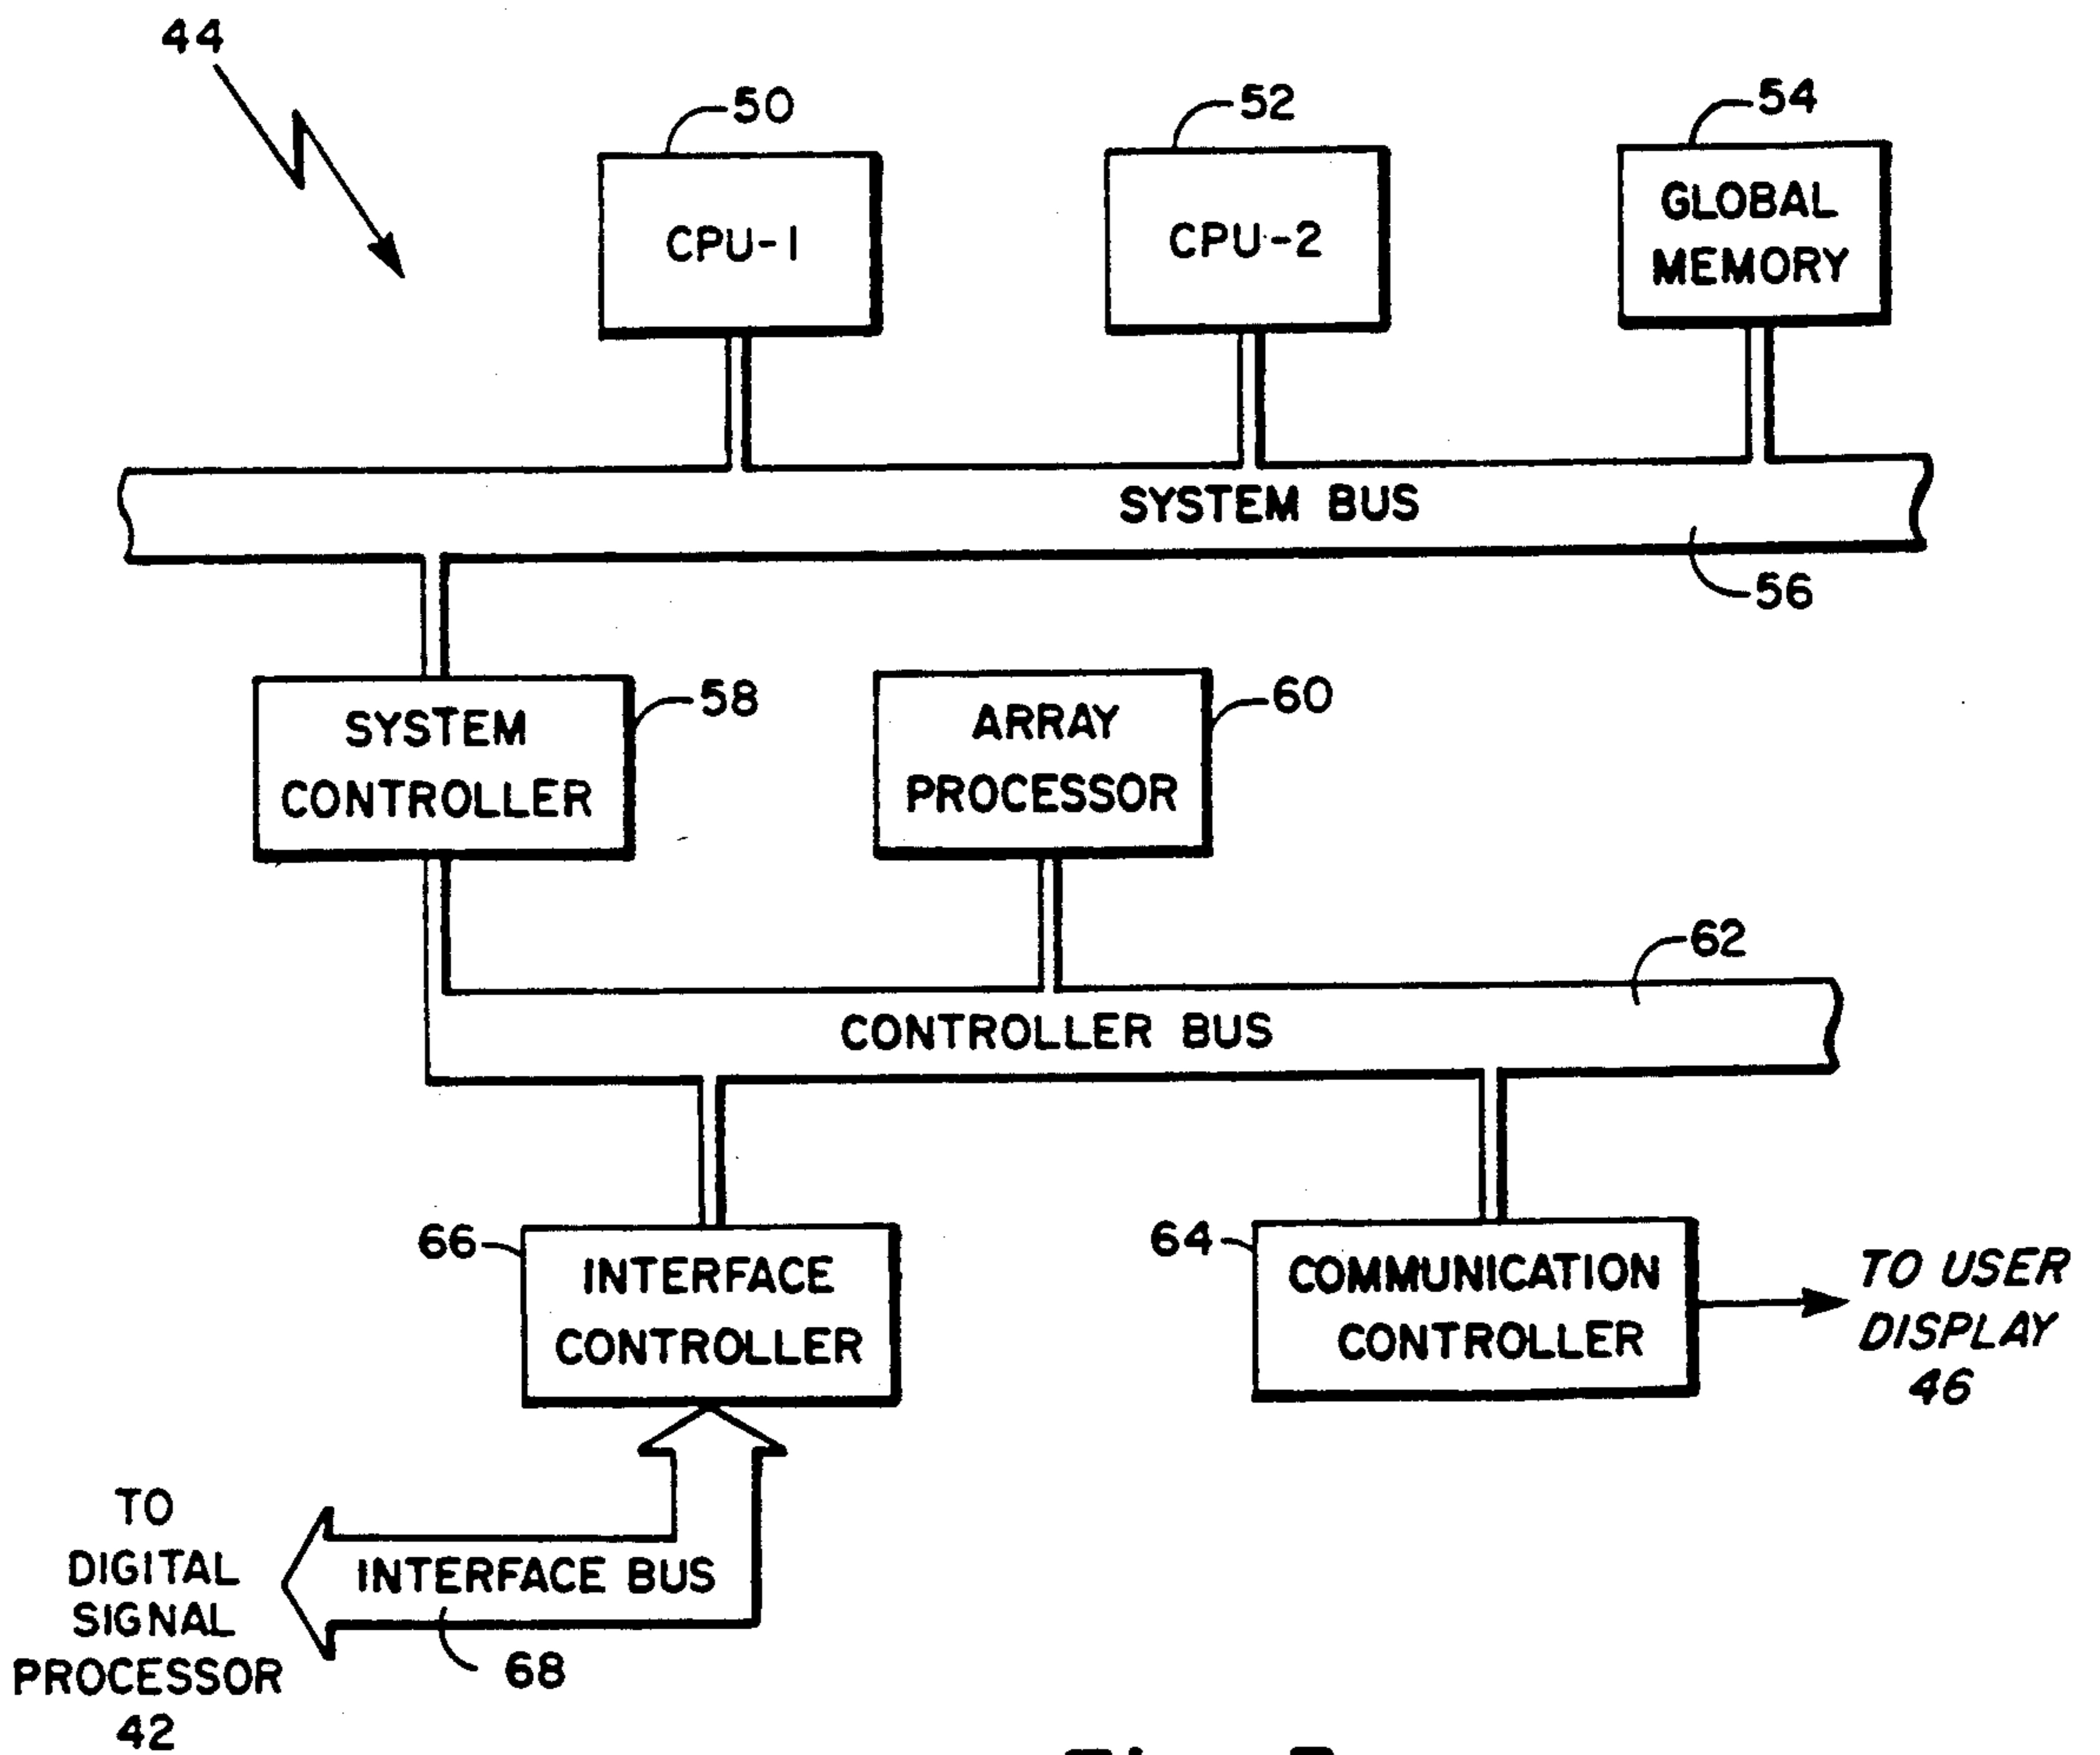 44
50
52
54
CPU-1
CPU-2
GLOBAL
MEMORY
SYSTEM BUS
56
58
60
SYSTEM
CONTROLLER
ARRAY
PROCESSOR
62
CONTROLLER BUS
66
64
INTERFACE
CONTROLLER
COMMUNICATION
CONTROLLER
TO USER
DISPLAY
46
TO
DIGITAL
SIGNAL
PROCESSOR
42
INTERFACE BUS
68